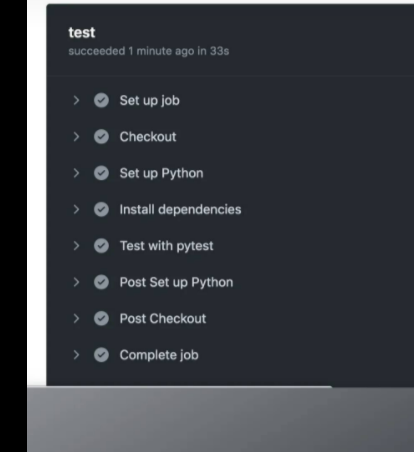 test
succeeded 1 minute ago in 33s
Set up job
Checkout
Set up Python
Install dependencies
Test with pytest
Post Set up Python
Post Checkout
Complete job